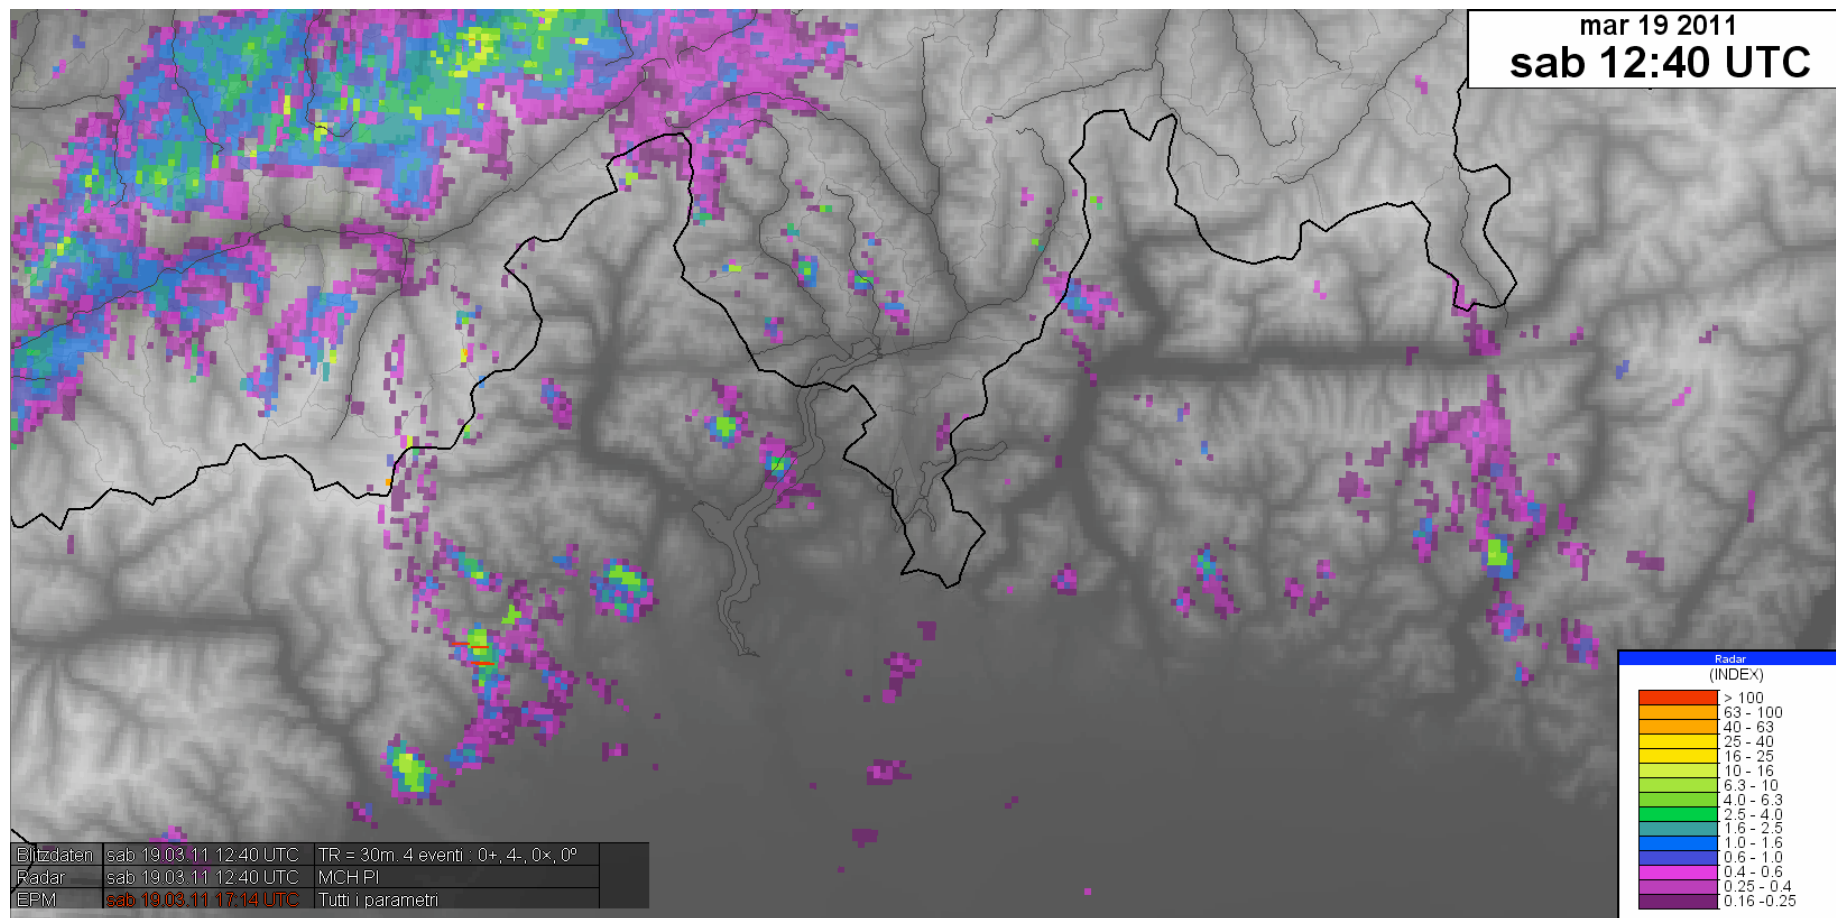 mar 19 2011
sab 12:40 UTC
Radar
(INDEX)
> 100
63 - 100
40 - 63
25 - 40
16 - 25
10 - 16
6.3 - 10
4.0 - 6.3
2.5 - 4.0
1.6 - 2.5
1.0 - 1.6
0.6 - 1.0
0.4 - 0.6
0.25 - 0.4
0.16 -0.25
Blitzdaten sab 19.03.11 12:40 UTC TR = 30m. 4 eventi : 0+, 4-, 0×, 0º
Radar sab 19.03.11 12:40 UTC MCH PI
EPM sab 19.03.11 17:14 UTC Tutti i parametri